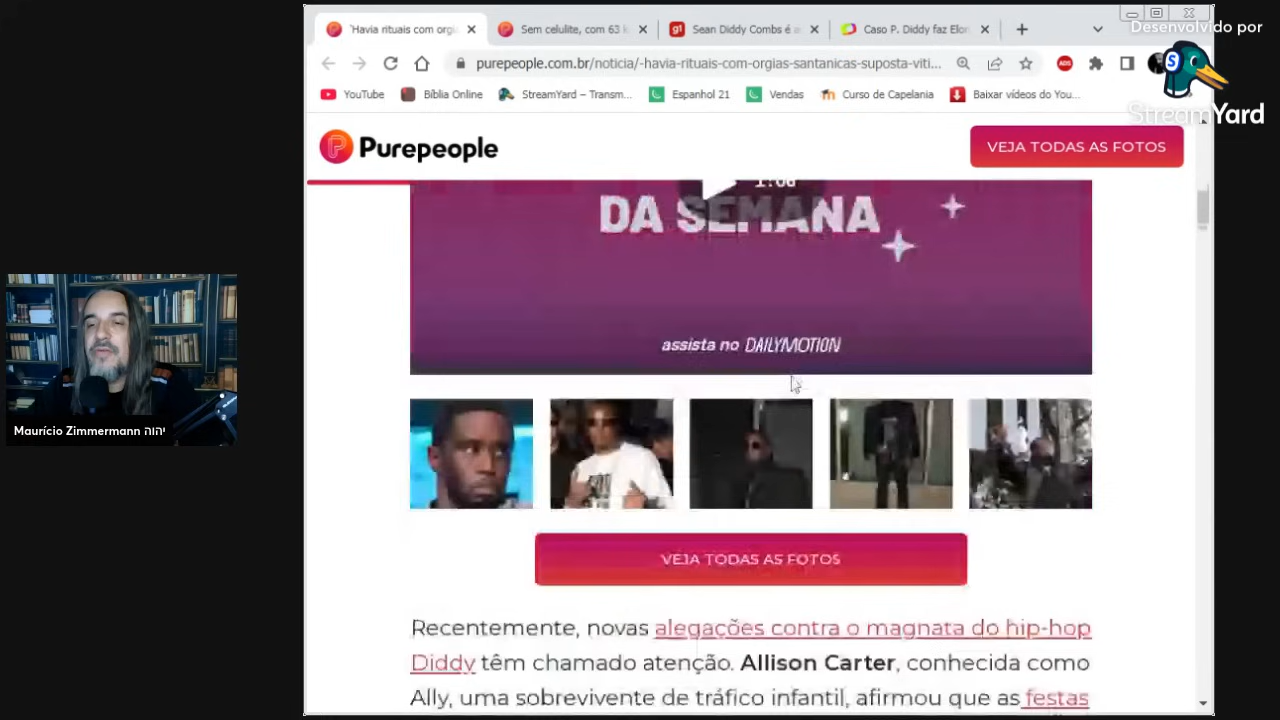 "Havia rituais com orgi
Sem celulite, com 63 k
g1
Sean Diddy Combs é a
Caso P. Diddy faz Elon
Desenvolvido por
StreamYard
purepeople.com.br/noticia/-havia-rituais-com-orgias-santanicas-suposta-viti...
YouTube
Bíblia Online
StreamYard – Transm...
Espanhol 21
Vendas
Curso de Capelania
Baixar vídeos do You...
Purepeople
VEJA TODAS AS FOTOS
DA SEMANA
assista no DAILYMOTION
Maurício Zimmermann יהוה
VEJA TODAS AS FOTOS
Recentemente, novas alegações contra o magnata do hip-hop
Diddy têm chamado atenção. Allison Carter, conhecida como
Ally, uma sobrevivente de tráfico infantil, afirmou que as festas